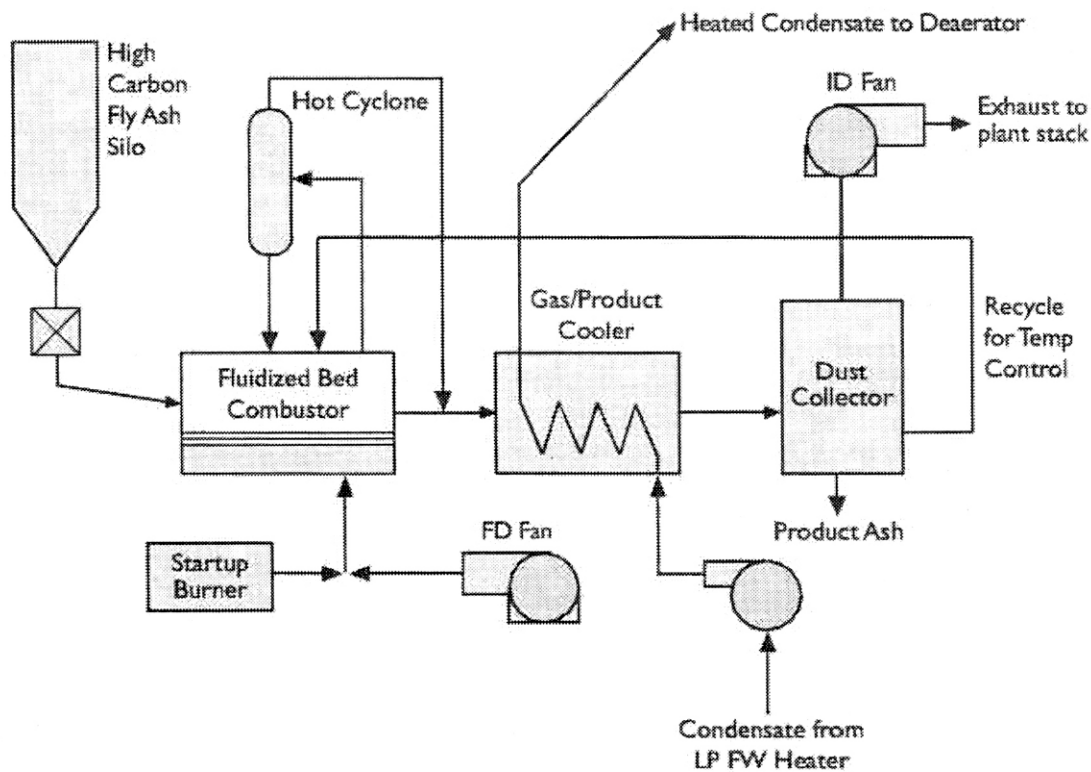 High
Carbon
Fly Ash
Silo
Hot Cyclone
Heated Condensate to Deaerator
ID Fan
Exhaust to
plant stack
Gas/Product
Cooler
Recycle
for Temp
Control
Fluidized Bed
Combustor
Dust
Collector
Product Ash
FD Fan
Startup
Burner
Condensate from
LP FW Heater